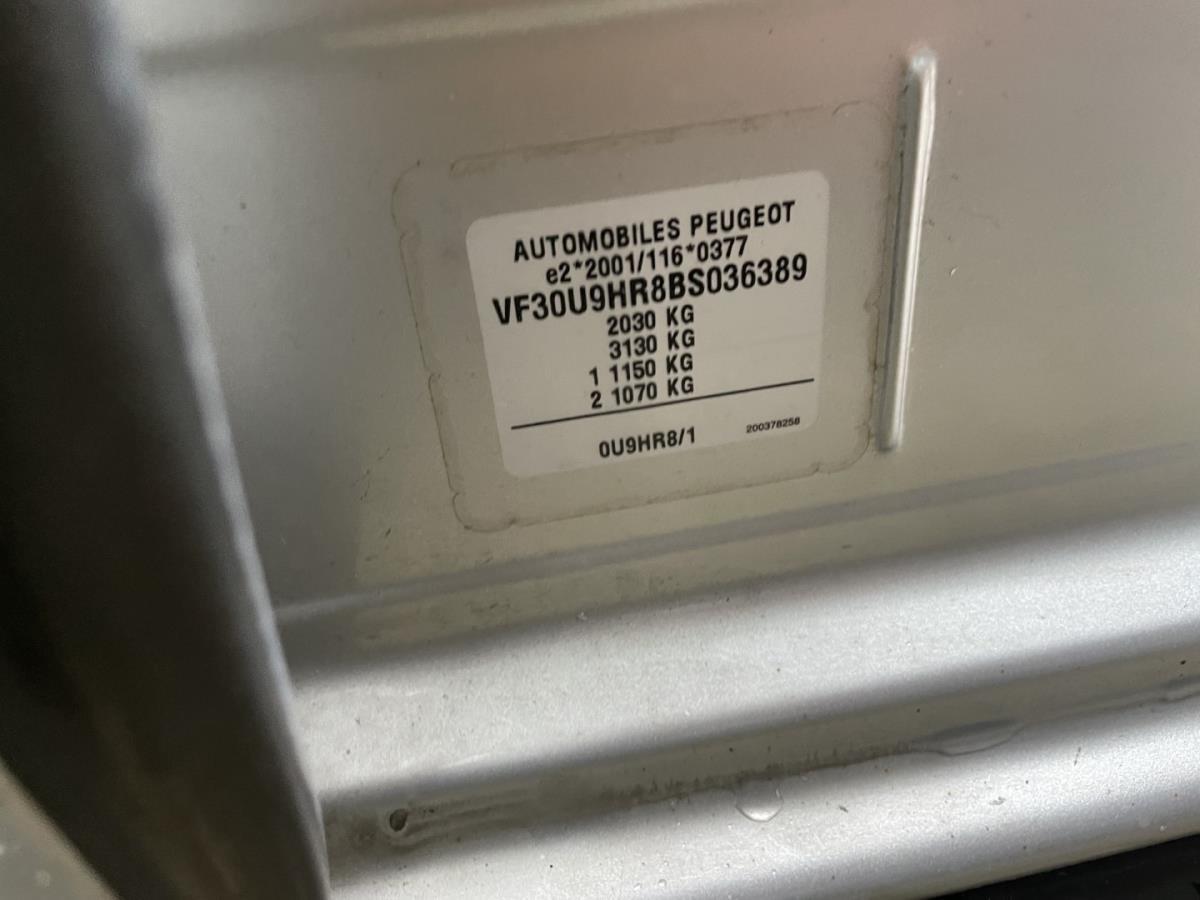 AUTOMOBILES PEUGEOT
e2*2001/116*0377
VF30U9HR8BS036389
2030 KG
3130 KG
1 1150 KG
2 1070 KG
0U9HR8/1
200378258